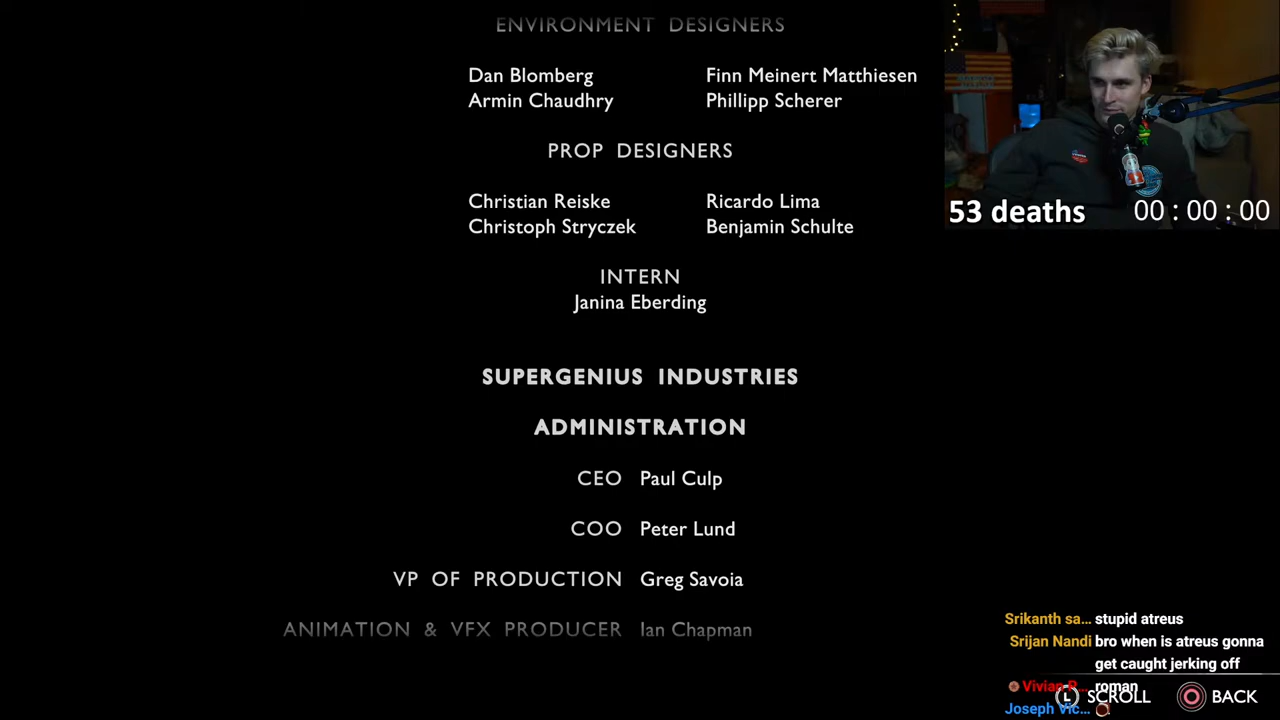 ENVIRONMENT DESIGNERS
Dan Blomberg Finn Meinert Matthiesen
Armin Chaudhry Phillipp Scherer
PROP DESIGNERS
Christian Reiske Ricardo Lima
Christoph Stryczek Benjamin Schulte
INTERN
Janina Eberding
SUPERGENIUS INDUSTRIES
ADMINISTRATION
CEO Paul Culp
COO Peter Lund
VP OF PRODUCTION Greg Savoia
ANIMATION & VFX PRODUCER Ian Chapman
53 deaths 00:00:00
Srikanth sa... stupid atreus
Srijan Nandi bro when is atreus gonna
get caught jerking off
Vivian roman
Joseph Vic...
L SCROLL BACK